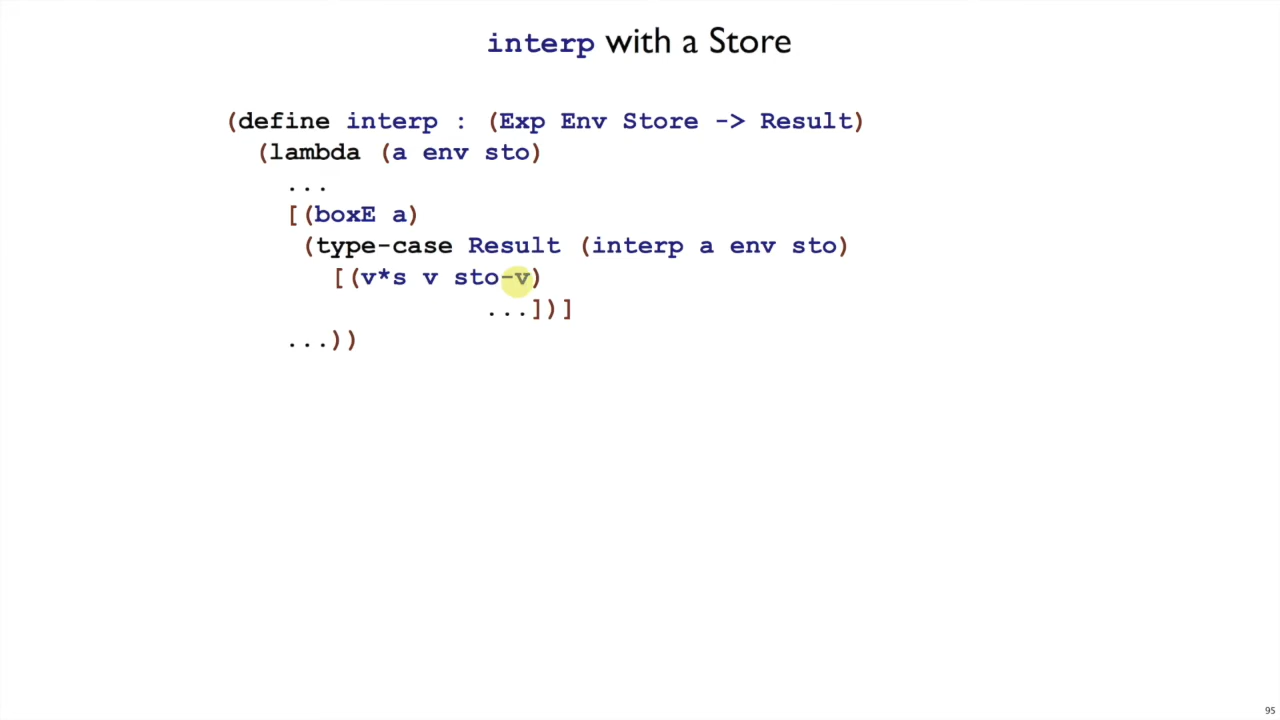 interp with a Store
(define interp : (Exp Env Store -> Result)
(lambda (a env sto)
...
[(boxE a)
(type-case Result (interp a env sto)
[(v*s v sto-v)
...])]
...))
95